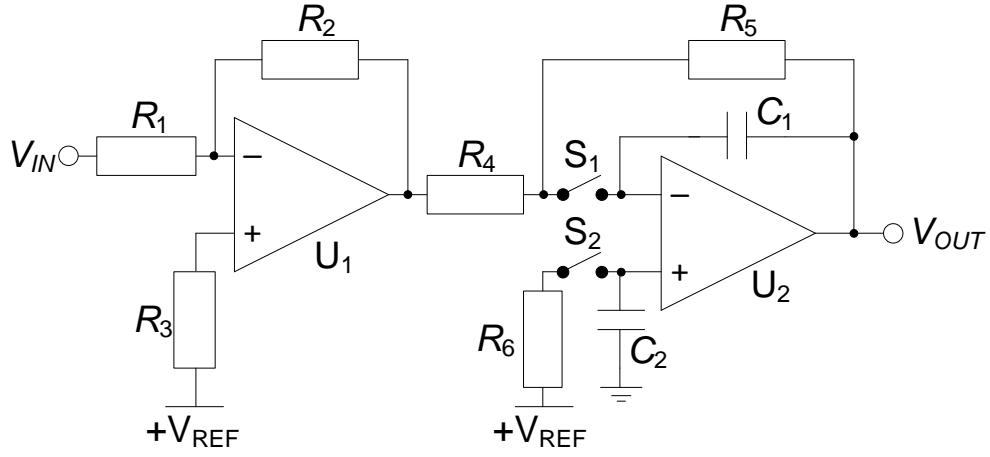 R2
R5
R1
C1
VIN
R4
S1
−
−
+
S2
VOUT
U1
+
U2
R3
R6
C2
+VREF
+VREF